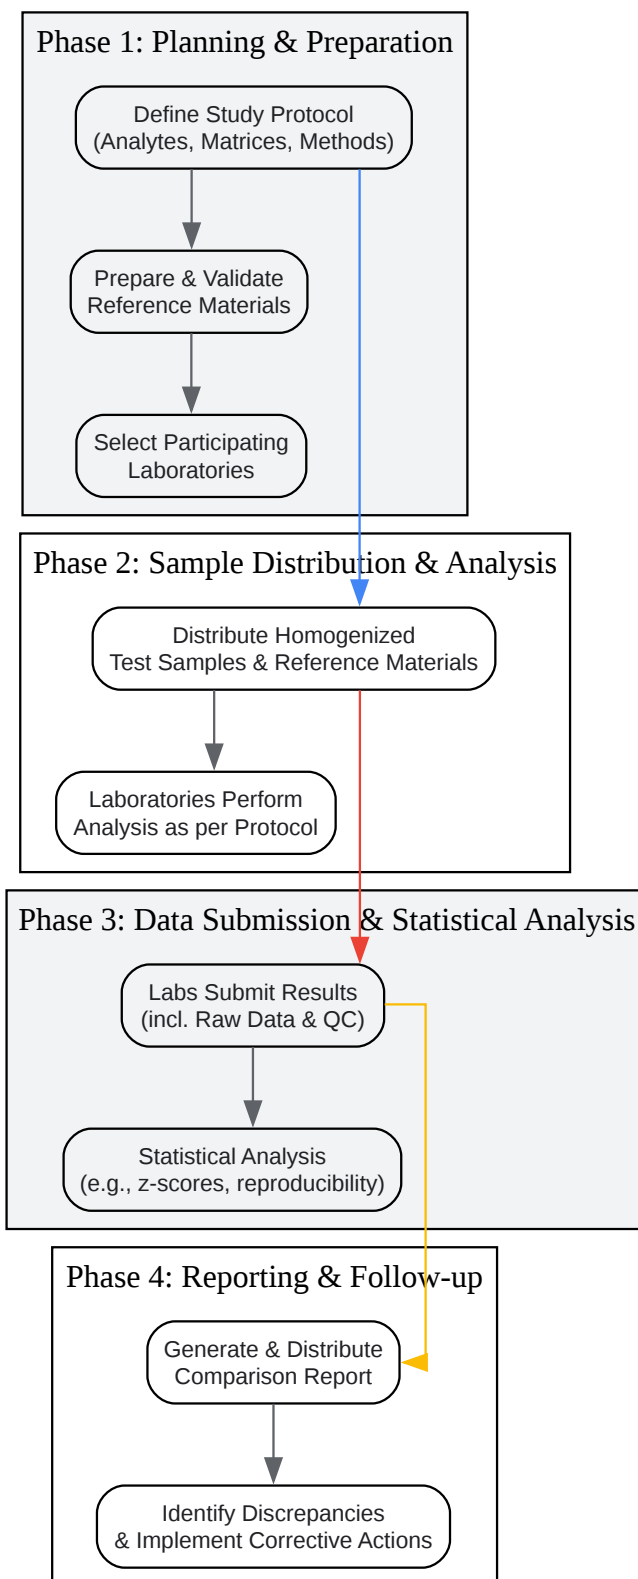 Phase 1: Planning & Preparation
Define Study Protocol
(Analytes, Matrices, Methods)
Prepare & Validate
Reference Materials
Select Participating
Laboratories
Phase 2: Sample Distribution & Analysis
Distribute Homogenized
Test Samples & Reference Materials
Laboratories Perform
Analysis as per Protocol
Phase 3: Data Submission & Statistical Analysis
Labs Submit Results
(incl. Raw Data & QC)
Statistical Analysis
(e.g., z-scores, reproducibility)
Phase 4: Reporting & Follow-up
Generate & Distribute
Comparison Report
Identify Discrepancies
& Implement Corrective Actions